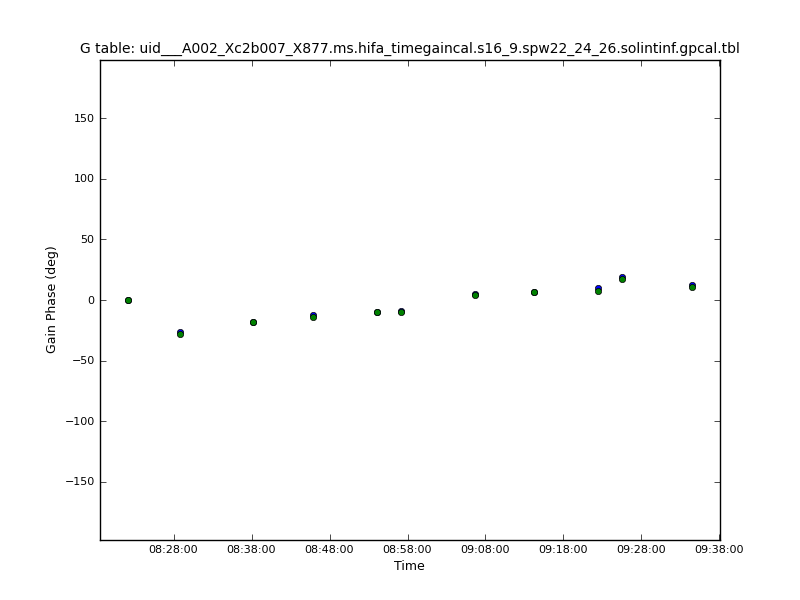 G table: uid___A002_Xc2b007_X877.ms.hifa_timegaincal.s16_9.spw22_24_26.solintinf.gpcal.tbl
150
100
50
0
−50
−100
−150
Gain Phase (deg)
08:28:00 08:38:00 08:48:00 08:58:00 09:08:00 09:18:00 09:28:00 09:38:00
Time